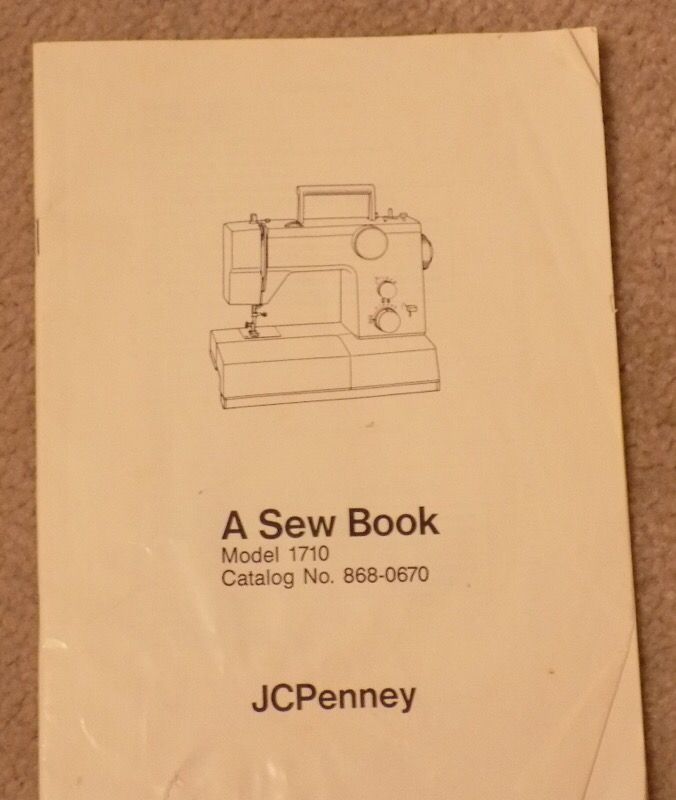 A Sew Book
Model 1710
Catalog No. 868-0670
JCPenney